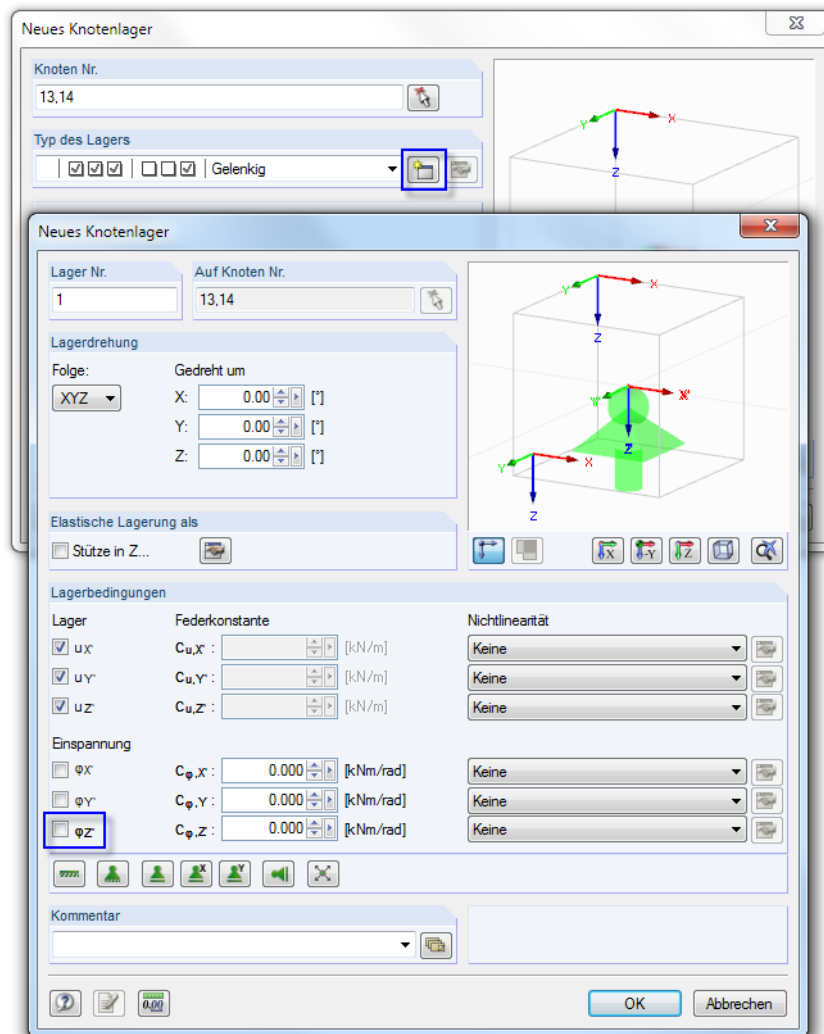 Neues Knotenlager
Knoten Nr.
13,14
Typ des Lagers
Gelenkig
Y X
Z
Neues Knotenlager
Lager Nr. Auf Knoten Nr.
1 13,14
Lagerdrehung
Folge: Gedreht um
XYZ X: 0.00 [°]
Y: 0.00 [°]
Z: 0.00 [°]
Y X
Z
Y' X'
Z'
Y X
Z
Elastische Lagerung als
Stütze in Z...
X -Y Z
Lagerbedingungen
Lager Federkonstante Nichtlinearität
uX' Cu,X' : [kN/m] Keine
uY' Cu,Y' : [kN/m] Keine
uZ' Cu,Z' : [kN/m] Keine
Einspannung
φX' Cφ,X' : 0.000 [kNm/rad] Keine
φY' Cφ,Y' : 0.000 [kNm/rad] Keine
φZ' Cφ,Z' : 0.000 [kNm/rad] Keine
X Y
Kommentar
0.00 OK Abbrechen